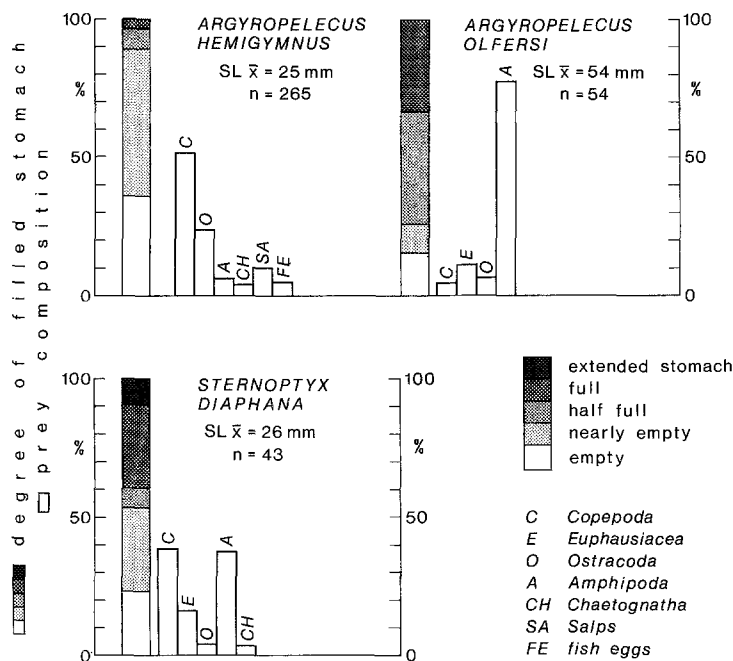 degree of filled stomach
prey composition
100
%
50
0
ARGYROPELECUS
HEMIGYMNUS
SL x̄ = 25 mm
n = 265
C
O
A
CH
SA
FE
ARGYROPELECUS
OLFERSI
SL x̄ = 54 mm
n = 54
C
E
O
A
100
%
50
0
100
%
50
0
STERNOPTYX
DIAPHANA
SL x̄ = 26 mm
n = 43
C
E
O
A
CH
100
%
50
0
extended stomach
full
half full
nearly empty
empty
C Copepoda
E Euphausiacea
O Ostracoda
A Amphipoda
CH Chaetognatha
SA Salps
FE fish eggs